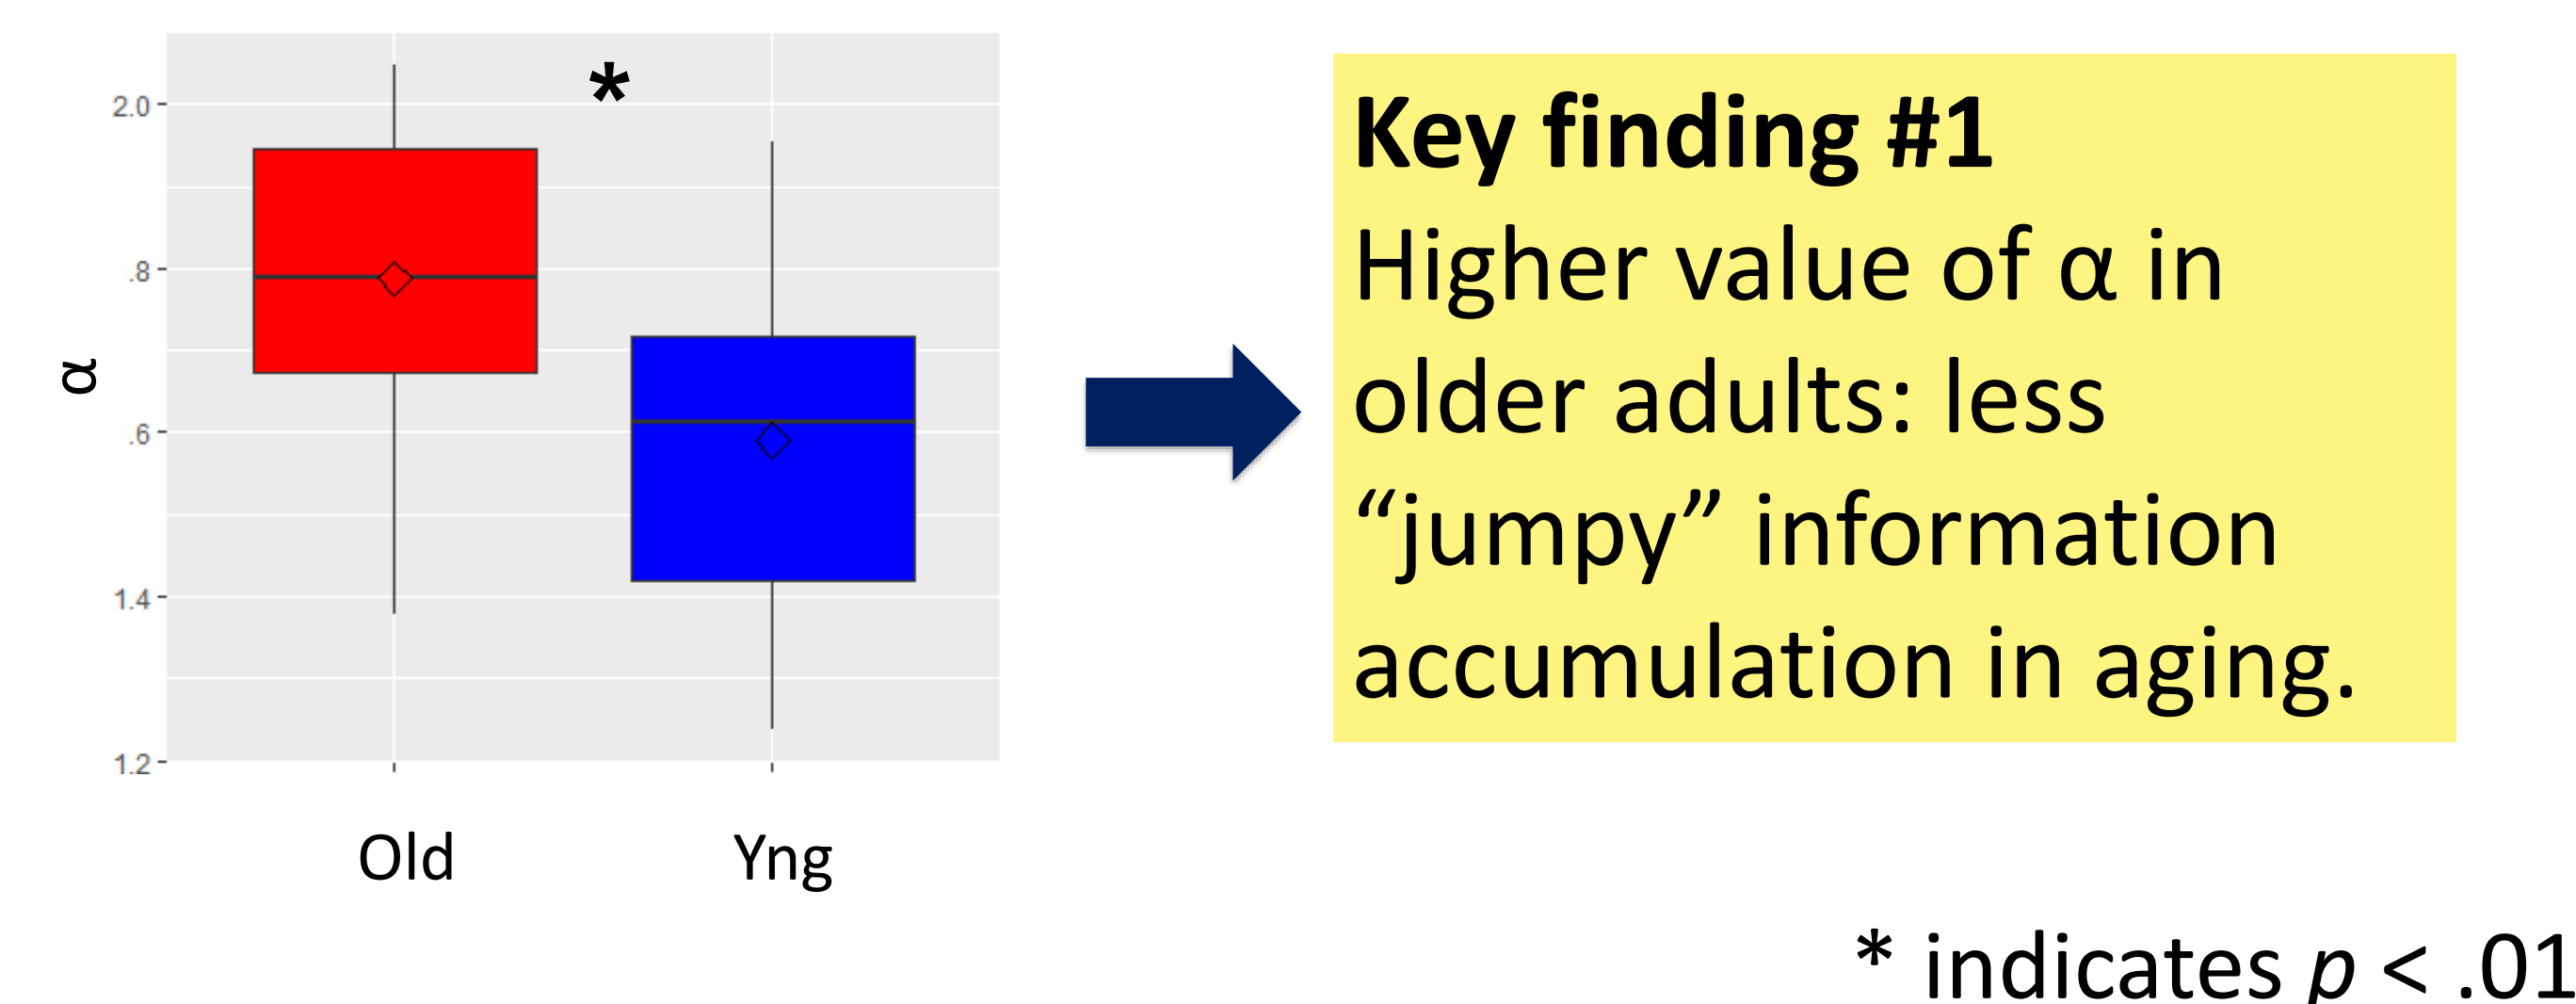 *
2.0
.8
.6
1.4
1.2
α
Old Yng
Key finding #1
Higher value of α in
older adults: less
“jumpy” information
accumulation in aging.
* indicates p < .01